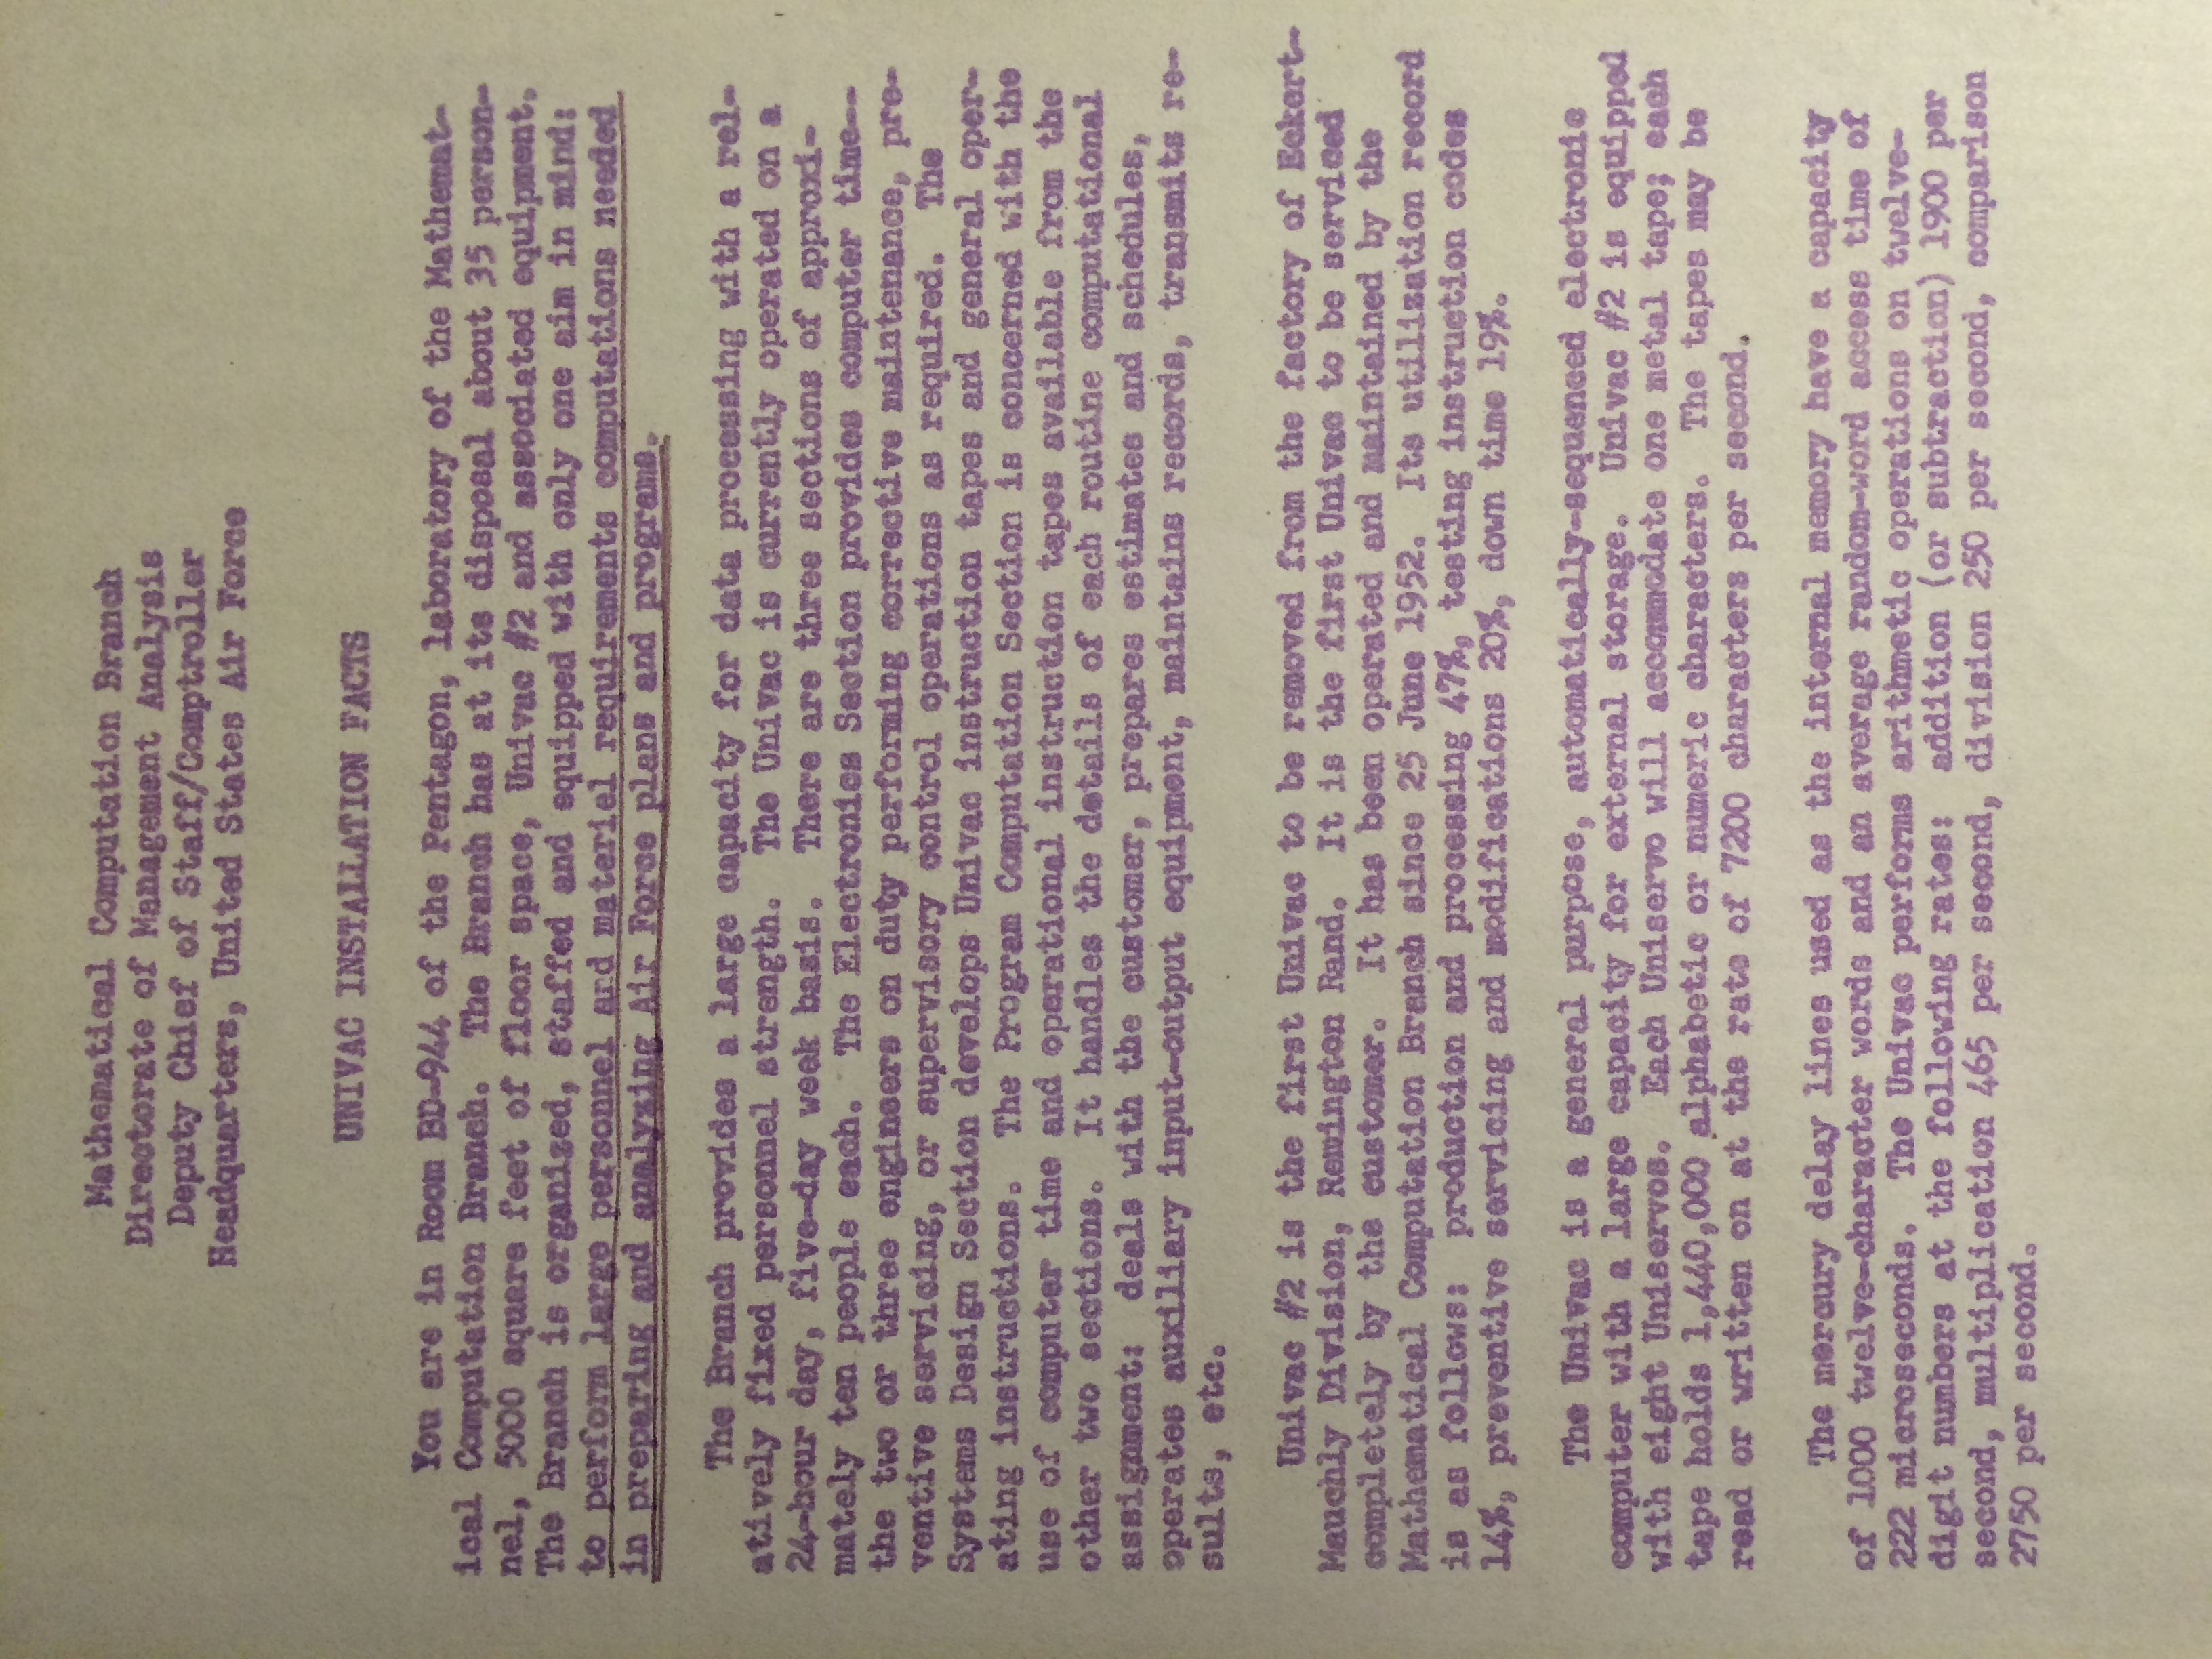 Mathematical Computation Branch
Directorate of Management Analysis
Deputy Chief of Staff/Comptroller
Headquarters, United States Air Force
UNIVAC INSTALLATION FACTS
You are in Room BD-944 of the Pentagon, laboratory of the Mathemat-
ical Computation Branch. The Branch has at its disposal about 35 person-
nel, 5000 square feet of floor space, Univac #2 and associated equipment.
The Branch is organized, staffed and equipped with only one aim in mind:
to perform large personnel and materiel requirements computations needed
in preparing and analyzing Air Force plans and programs.
The Branch provides a large capacity for data processing with a rel-
atively fixed personnel strength. The Univac is currently operated on a
24-hour day, five-day week basis. There are three sections of approxi-
mately ten people each. The Electronics Section provides computer time--
the two or three engineers on duty performing corrective maintenance, pre-
ventive servicing, or supervisory control operations as required. The
Systems Design Section develops Univac instruction tapes and general oper-
ating instructions. The Program Computation Section is concerned with the
use of computer time and operational instruction tapes available from the
other two sections. It handles the details of each routine computational
assignment: deals with the customer, prepares estimates and schedules,
operates auxiliary input-output equipment, maintains records, transmits re-
sults, etc.
Univac #2 is the first Univac to be removed from the factory of Eckert-
Mauchly Division, Remington Rand. It is the first Univac to be serviced
completely by the customer. It has been operated and maintained by the
Mathematical Computation Branch since 25 June 1952. Its utilization record
is as follows: production and processing 47%, testing instruction codes
14%, preventive servicing and modifications 20%, down time 19%.
The Univac is a general purpose, automatically-sequenced electronic
computer with a large capacity for external storage. Univac #2 is equipped
with eight Uniservos. Each Uniservo will accommodate one metal tape; each
tape holds 1,440,000 alphabetic or numeric characters. The tapes may be
read or written on at the rate of 7200 characters per second.
The mercury delay lines used as the internal memory have a capacity
of 1000 twelve-character words and an average random-word access time of
222 microseconds. The Univac performs arithmetic operations on twelve-
digit numbers at the following rates: addition (or subtraction) 1900 per
second, multiplication 465 per second, division 250 per second, comparison
2750 per second.